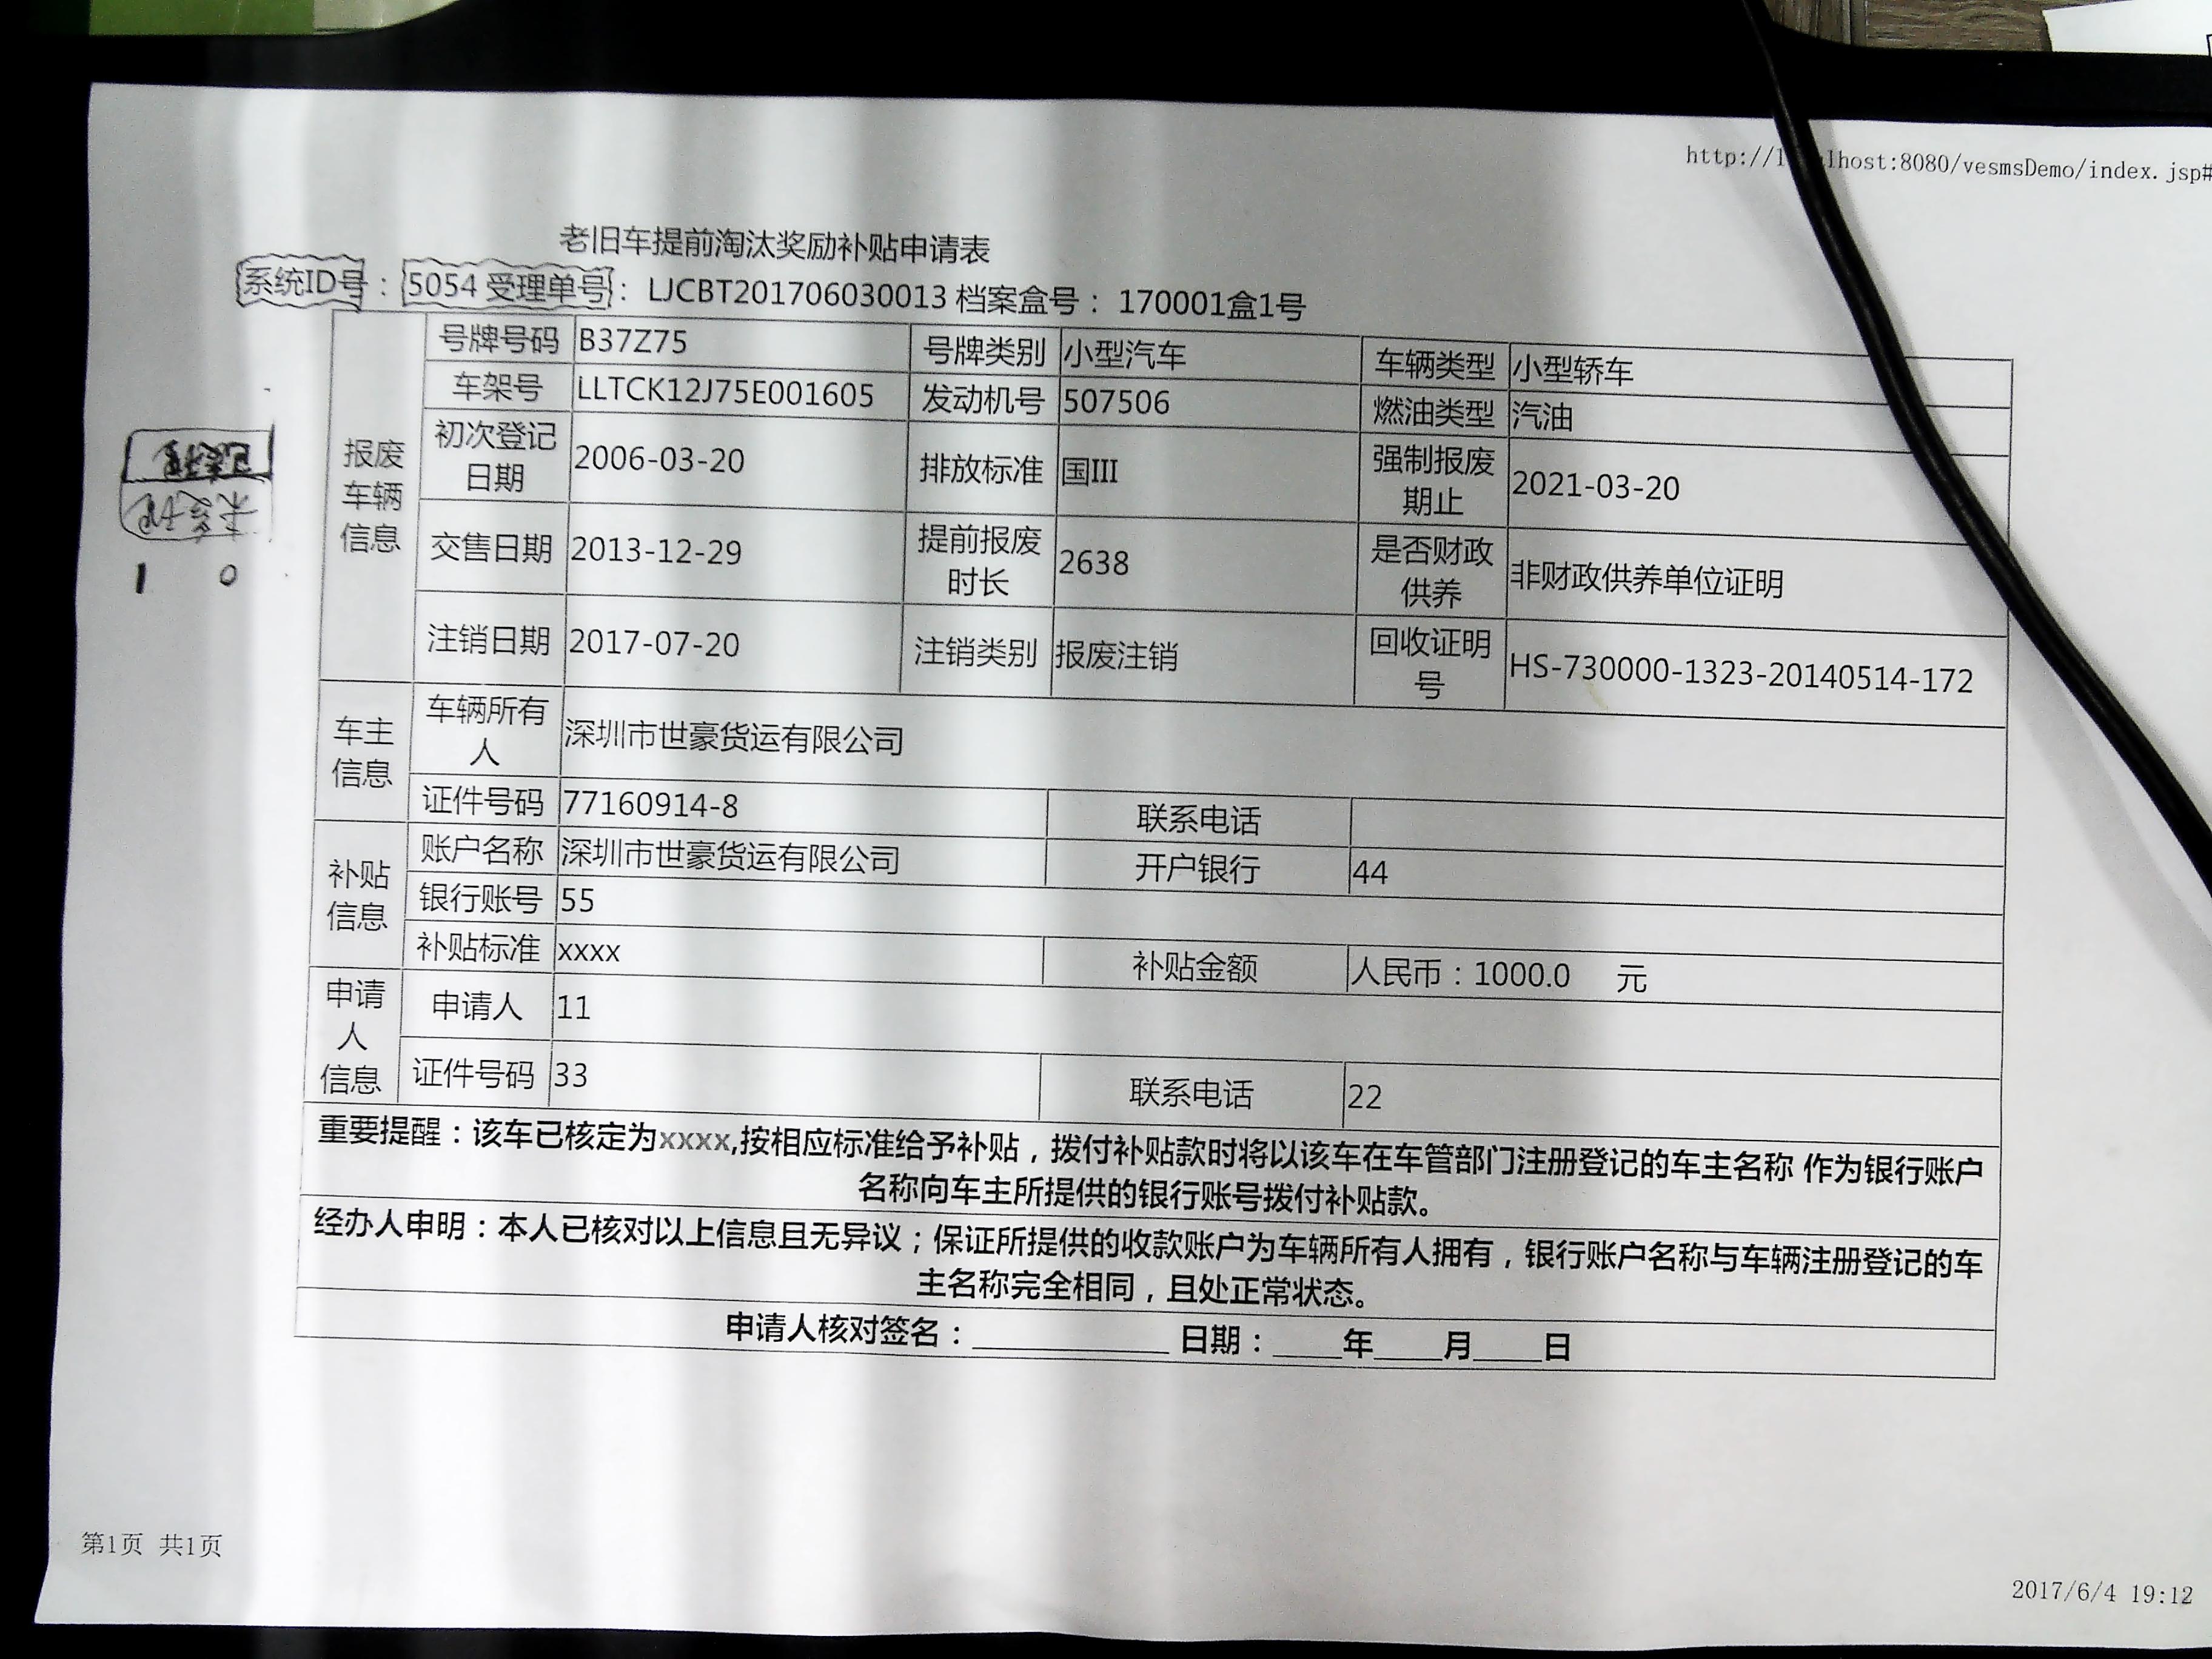 老旧车提前淘汰奖励补贴申请表
系统ID号：5054 受理单号：LJCBT201706030013 档案盒号：170001盒1号
报废车辆信息
号牌号码 B37Z75 号牌类别 小型汽车 车辆类型 小型轿车
车架号 LLTCK12J75E001605 发动机号 507506 燃油类型 汽油
初次登记日期 2006-03-20 排放标准 国III 强制报废期止 2021-03-20
交售日期 2013-12-29 提前报废时长 2638 是否财政供养 非财政供养单位证明
注销日期 2017-07-20 注销类别 报废注销 回收证明号 HS-730000-1323-20140514-172
车主信息
车辆所有人 深圳市世豪货运有限公司
证件号码 77160914-8 联系电话
补贴信息
账户名称 深圳市世豪货运有限公司 开户银行 44
银行账号 55
补贴标准 xxxx 补贴金额 人民币：1000.0 元
申请人信息
申请人 11
证件号码 33 联系电话 22
重要提醒：该车已核定为xxxx,按相应标准给予补贴，拨付补贴款时将以该车在车管部门注册登记的车主名称 作为银行账户
名称向车主所提供的银行账号拨付补贴款。
经办人申明：本人已核对以上信息且无异议；保证所提供的收款账户为车辆所有人拥有，银行账户名称与车辆注册登记的车
主名称完全相同，且处正常状态。
申请人核对签名：__________ 日期：____年____月____日
1 0
第1页 共1页
2017/6/4 19:12